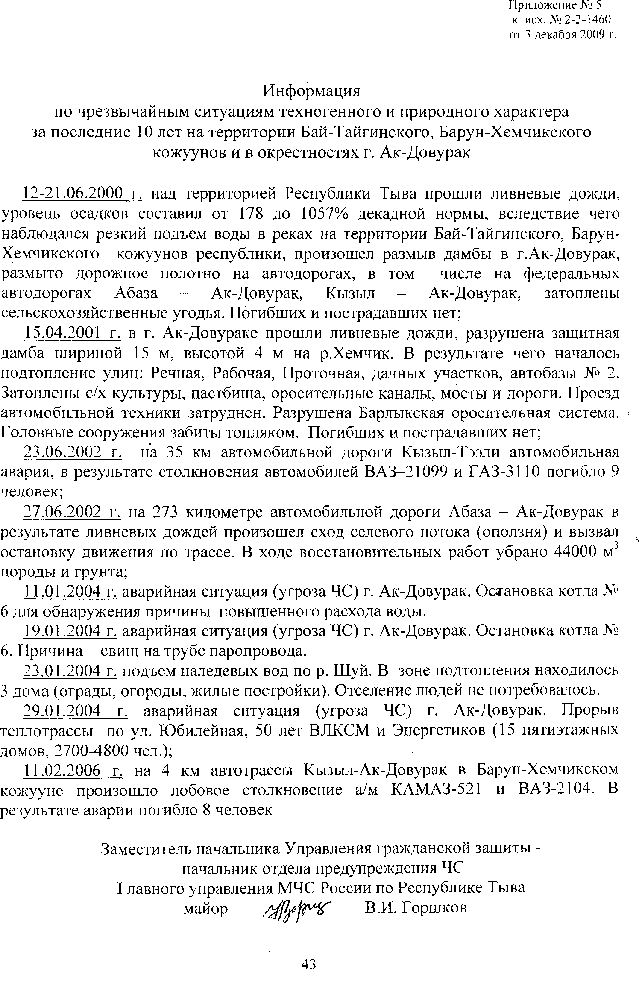 Приложение № 5
к исх. № 2-2-1460
от 3 декабря 2009 г.
Информация
по чрезвычайным ситуациям техногенного и природного характера
за последние 10 лет на территории Бай-Тайгинского, Барун-Хемчикского
кожуунов и в окрестностях г. Ак-Довурак
12-21.06.2000 г. над территорией Республики Тыва прошли ливневые дожди,
уровень осадков составил от 178 до 1057% декадной нормы, вследствие чего
наблюдался резкий подъем воды в реках на территории Бай-Тайгинского, Барун-
Хемчикского кожуунов республики, произошел размыв дамбы в г.Ак-Довурак,
размыто дорожное полотно на автодорогах, в том числе на федеральных
автодорогах Абаза – Ак-Довурак, Кызыл – Ак-Довурак, затоплены
сельскохозяйственные угодья. Погибших и пострадавших нет;
15.04.2001 г. в г. Ак-Довураке прошли ливневые дожди, разрушена защитная
дамба шириной 15 м, высотой 4 м на р.Хемчик. В результате чего началось
подтопление улиц: Речная, Рабочая, Проточная, дачных участков, автобазы № 2.
Затоплены с/х культуры, пастбища, оросительные каналы, мосты и дороги. Проезд
автомобильной техники затруднен. Разрушена Барлыкская оросительная система.
Головные сооружения забиты топляком. Погибших и пострадавших нет;
23.06.2002 г. на 35 км автомобильной дороги Кызыл-Тээли автомобильная
авария, в результате столкновения автомобилей ВАЗ–21099 и ГАЗ-3110 погибло 9
человек;
27.06.2002 г. на 273 километре автомобильной дороги Абаза – Ак-Довурак в
результате ливневых дождей произошел сход селевого потока (оползня) и вызвал
остановку движения по трассе. В ходе восстановительных работ убрано 44000 м³
породы и грунта;
11.01.2004 г. аварийная ситуация (угроза ЧС) г. Ак-Довурак. Остановка котла №
6 для обнаружения причины повышенного расхода воды.
19.01.2004 г. аварийная ситуация (угроза ЧС) г. Ак-Довурак. Остановка котла №
6. Причина – свищ на трубе паропровода.
23.01.2004 г. подъем наледевых вод по р. Шуй. В зоне подтопления находилось
3 дома (ограды, огороды, жилые постройки). Отселение людей не потребовалось.
29.01.2004 г. аварийная ситуация (угроза ЧС) г. Ак-Довурак. Прорыв
теплотрассы по ул. Юбилейная, 50 лет ВЛКСМ и Энергетиков (15 пятиэтажных
домов, 2700-4800 чел.);
11.02.2006 г. на 4 км автотрассы Кызыл-Ак-Довурак в Барун-Хемчикском
кожууне произошло лобовое столкновение а/м КАМАЗ-521 и ВАЗ-2104. В
результате аварии погибло 8 человек
Заместитель начальника Управления гражданской защиты -
начальник отдела предупреждения ЧС
Главного управления МЧС России по Республике Тыва
майор В.И. Горшков
43